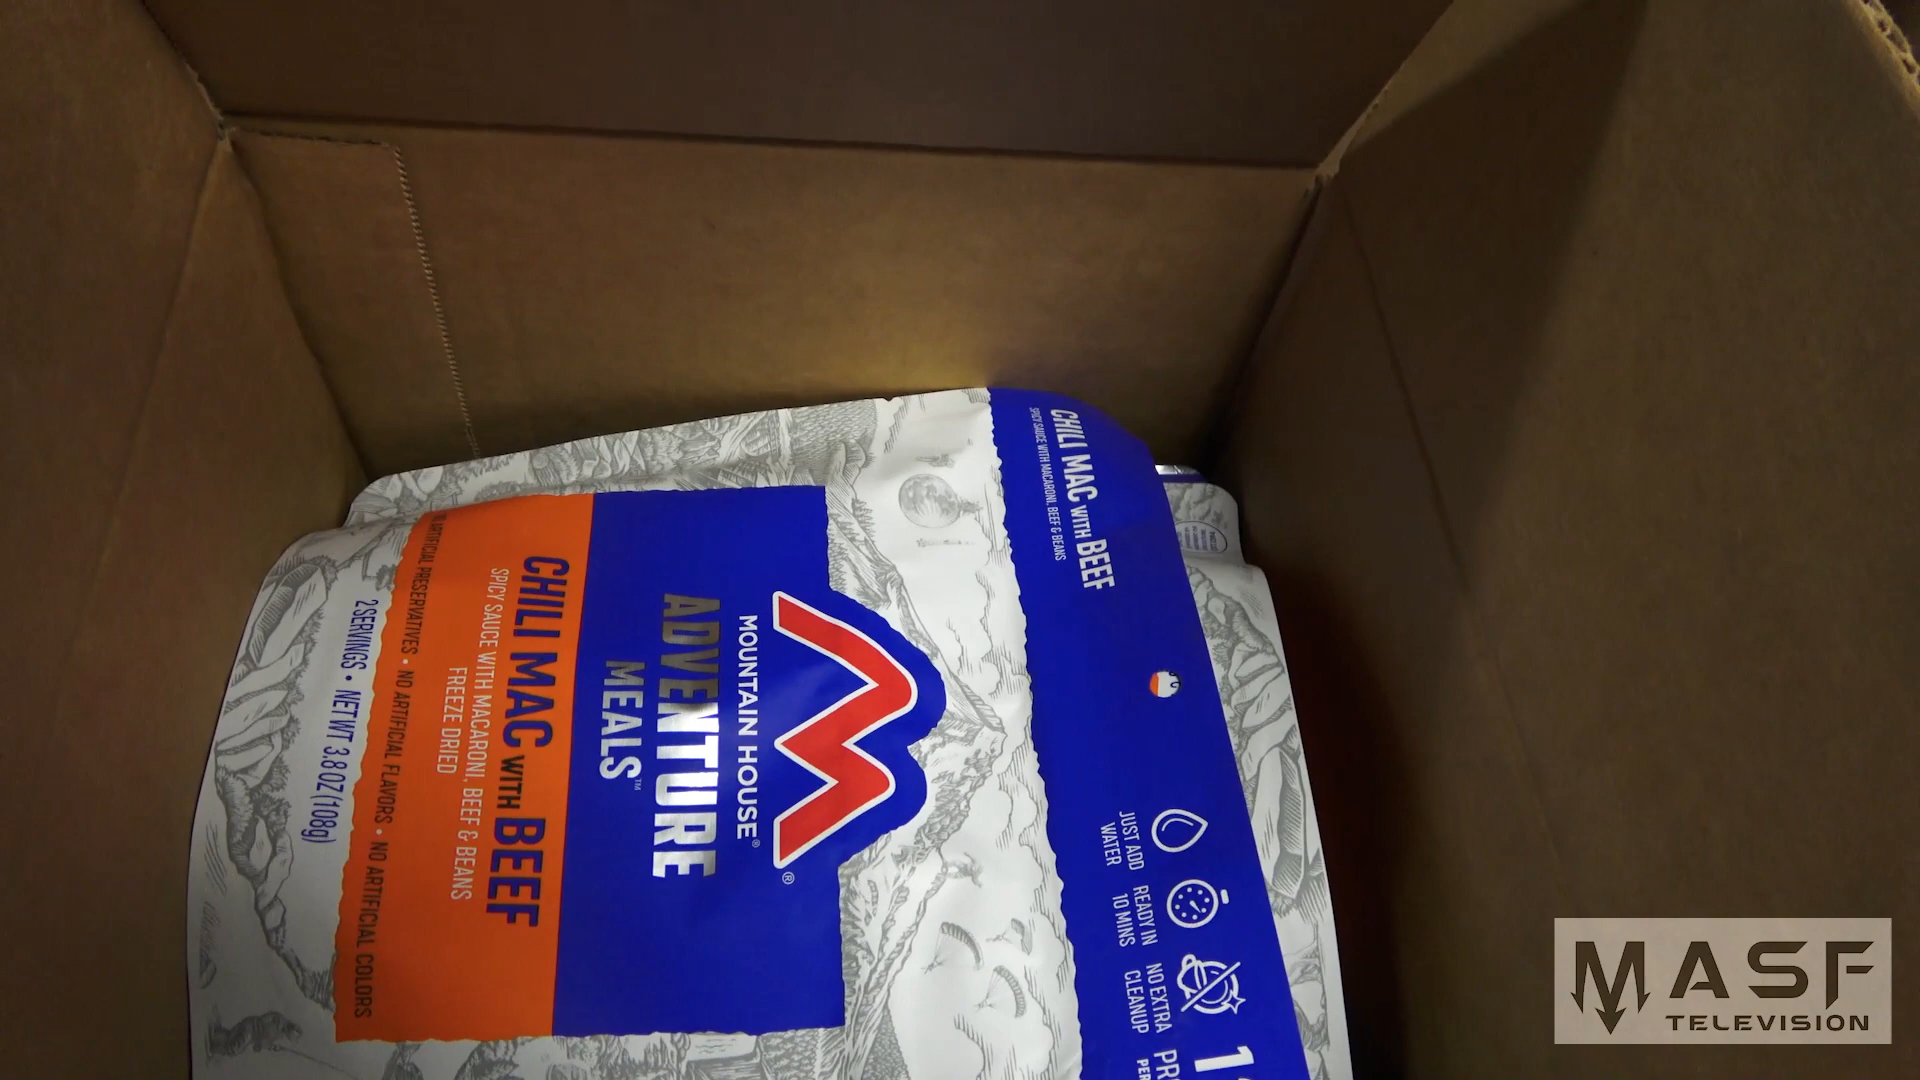 CHILI MAC WITH BEEF
SPICY SAUCE WITH MACARONI, BEEF & BEANS
JUST ADD
WATER
READY IN
10 MINS
NO EXTRA
CLEANUP
MOUNTAIN HOUSE®
ADVENTURE
MEALS™
CHILI MAC WITH BEEF
SPICY SAUCE WITH MACARONI, BEEF & BEANS
FREEZE DRIED
ARTIFICIAL PRESERVATIVES • NO ARTIFICIAL FLAVORS • NO ARTIFICIAL COLORS
2 SERVINGS • NET WT 3.8 OZ (108g)
MASF
TELEVISION